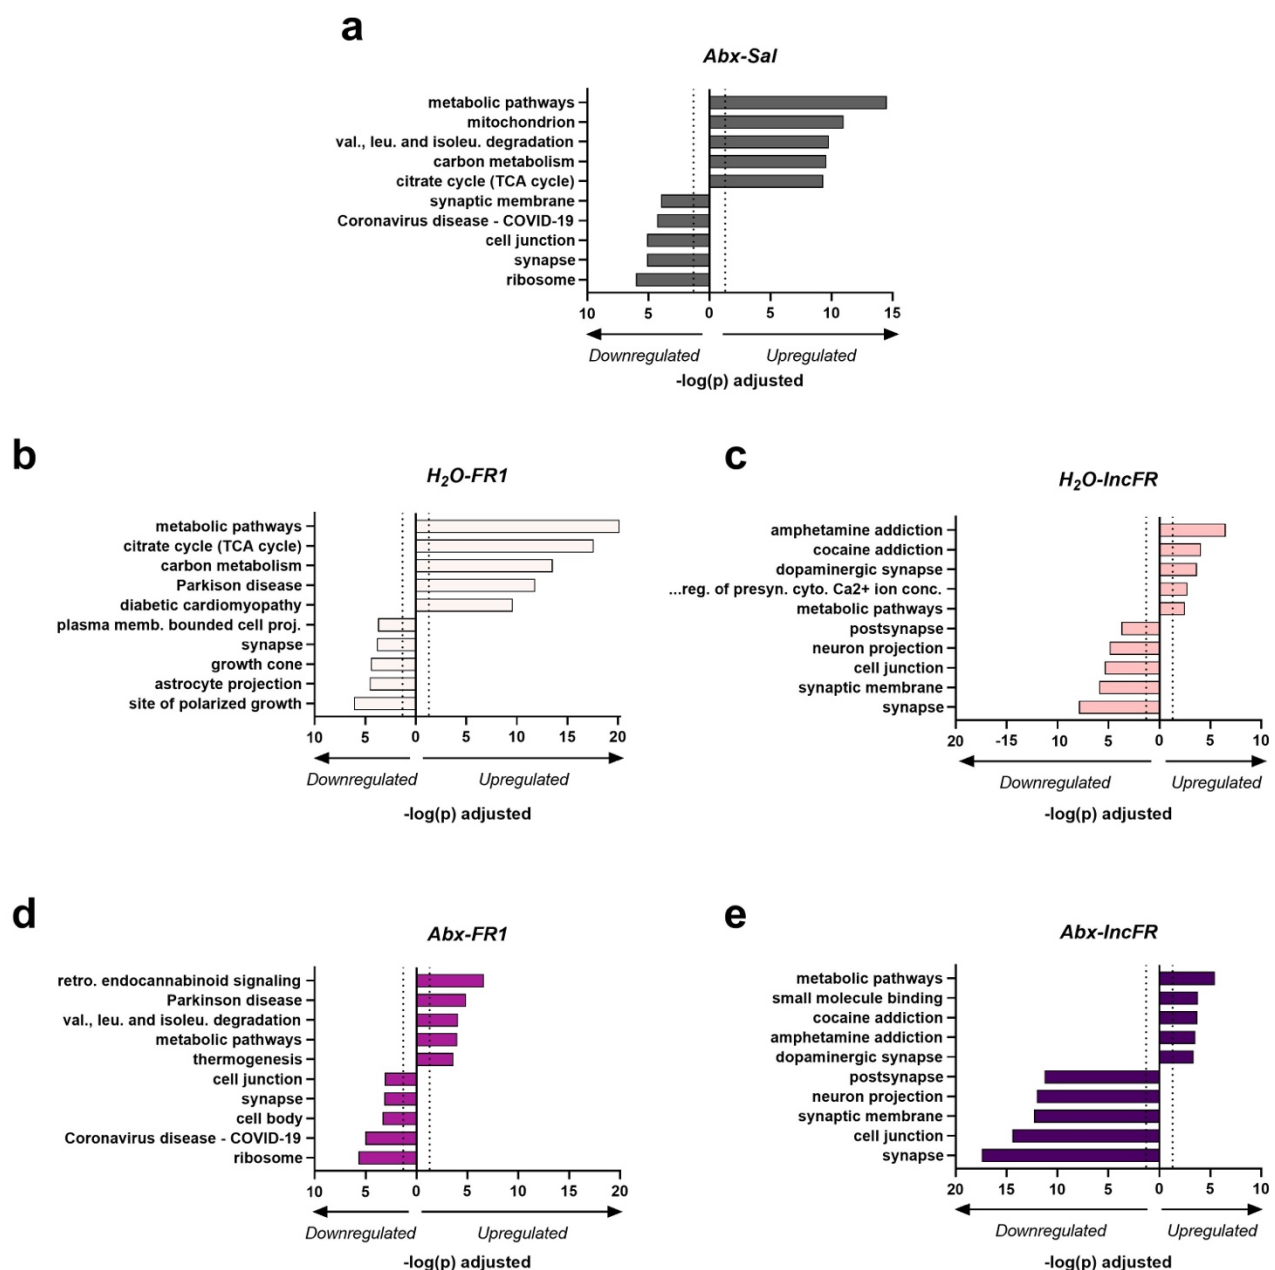 a
Abx-Sal
metabolic pathways
mitochondrion
val., leu. and isoleu. degradation
carbon metabolism
citrate cycle (TCA cycle)
synaptic membrane
Coronavirus disease - COVID-19
cell junction
synapse
ribosome
10 5 0 5 10 15
Downregulated Upregulated
-log(p) adjusted
b
H2O-FR1
metabolic pathways
citrate cycle (TCA cycle)
carbon metabolism
Parkison disease
diabetic cardiomyopathy
plasma memb. bounded cell proj.
synapse
growth cone
astrocyte projection
site of polarized growth
10 5 0 5 10 15 20
Downregulated Upregulated
-log(p) adjusted
c
H2O-IncFR
amphetamine addiction
cocaine addiction
dopaminergic synapse
...reg. of presyn. cyto. Ca2+ ion conc.
metabolic pathways
postsynapse
neuron projection
cell junction
synaptic membrane
synapse
20 -15 10 5 0 5 10
Downregulated Upregulated
-log(p) adjusted
d
Abx-FR1
retro. endocannabinoid signaling
Parkinson disease
val., leu. and isoleu. degradation
metabolic pathways
thermogenesis
cell junction
synapse
cell body
Coronavirus disease - COVID-19
ribosome
10 5 0 5 10 15 20
Downregulated Upregulated
-log(p) adjusted
e
Abx-IncFR
metabolic pathways
small molecule binding
cocaine addiction
amphetamine addiction
dopaminergic synapse
postsynapse
neuron projection
synaptic membrane
cell junction
synapse
20 15 10 5 0 5 10
Downregulated Upregulated
-log(p) adjusted